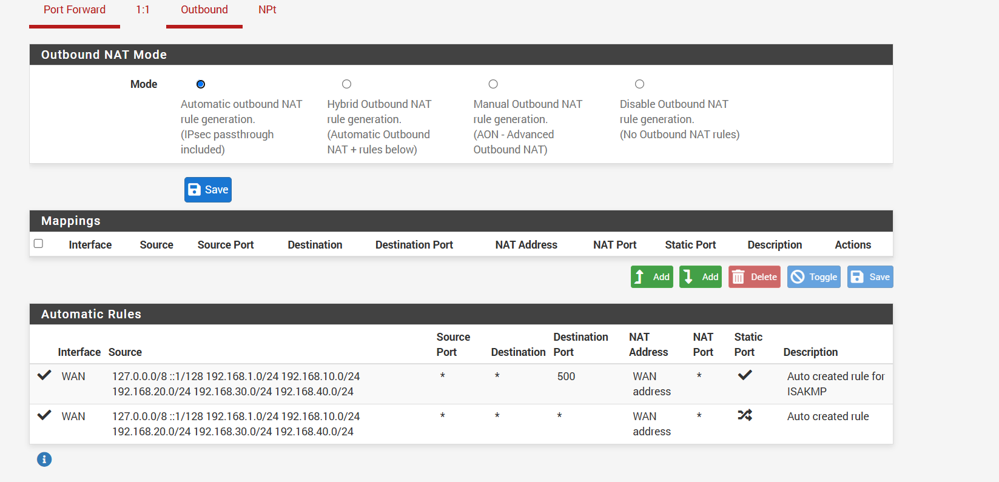 Port Forward 1:1 Outbound NPt
Outbound NAT Mode
Mode
Automatic outbound NAT
rule generation.
(IPsec passthrough
included)
Hybrid Outbound NAT
rule generation.
(Automatic Outbound
NAT + rules below)
Manual Outbound NAT
rule generation.
(AON - Advanced
Outbound NAT)
Disable Outbound NAT
rule generation.
(No Outbound NAT rules)
Save
Mappings
Interface Source Source Port Destination Destination Port NAT Address NAT Port Static Port Description Actions
Add Add Delete Toggle Save
Automatic Rules
Interface Source
Source
Port
Destination
Destination
Port
NAT
Address
NAT
Port
Static
Port
Description
WAN
127.0.0.0/8 ::1/128 192.168.1.0/24 192.168.10.0/24
192.168.20.0/24 192.168.30.0/24 192.168.40.0/24
* * 500
WAN
address
*
Auto created rule for
ISAKMP
WAN
127.0.0.0/8 ::1/128 192.168.1.0/24 192.168.10.0/24
192.168.20.0/24 192.168.30.0/24 192.168.40.0/24
* * *
WAN
address
*
Auto created rule